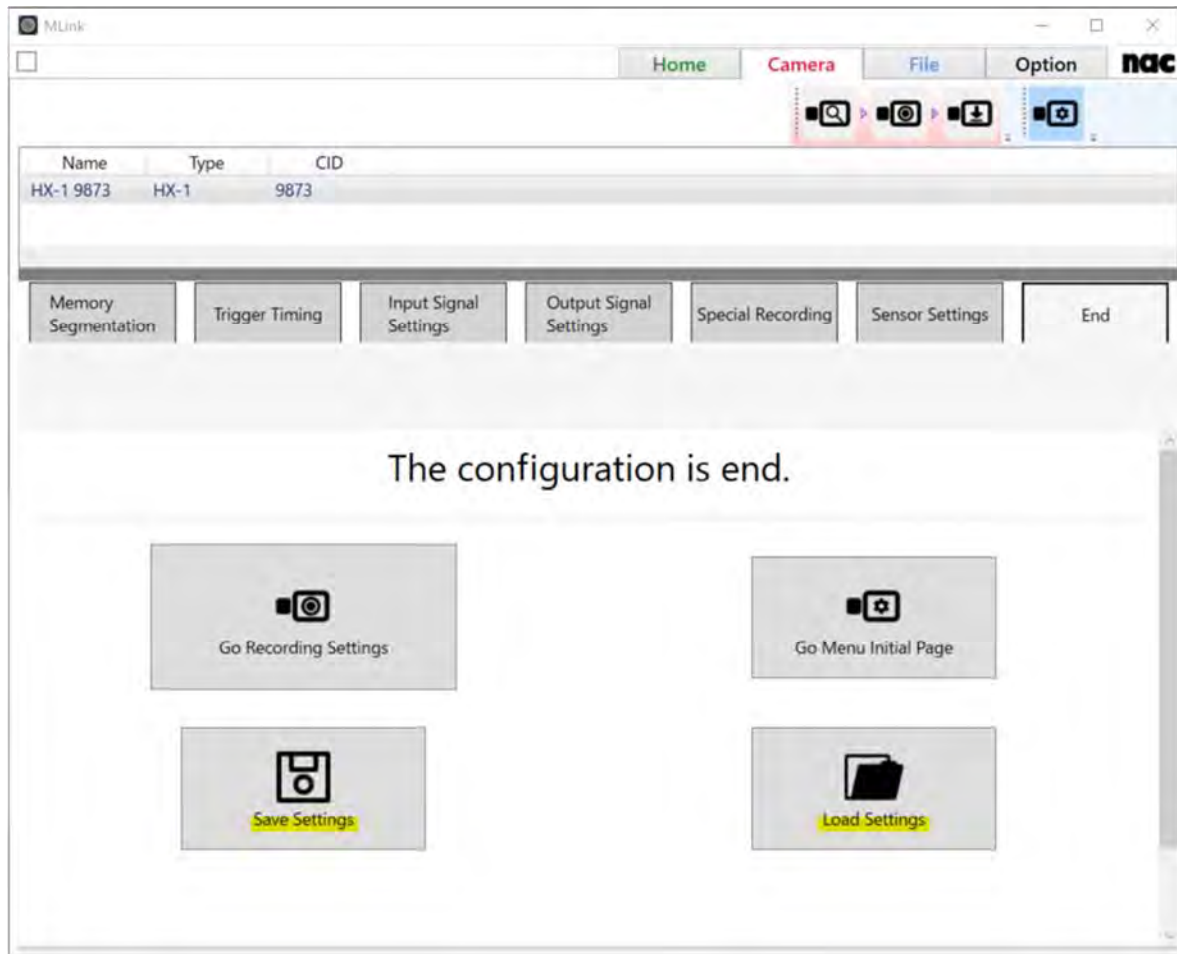 MLink
Home Camera File Option nac
Name Type CID
HX-1 9873 HX-1 9873
Memory Segmentation
Trigger Timing
Input Signal Settings
Output Signal Settings
Special Recording
Sensor Settings
End
The configuration is end.
Go Recording Settings
Go Menu Initial Page
Save Settings
Load Settings